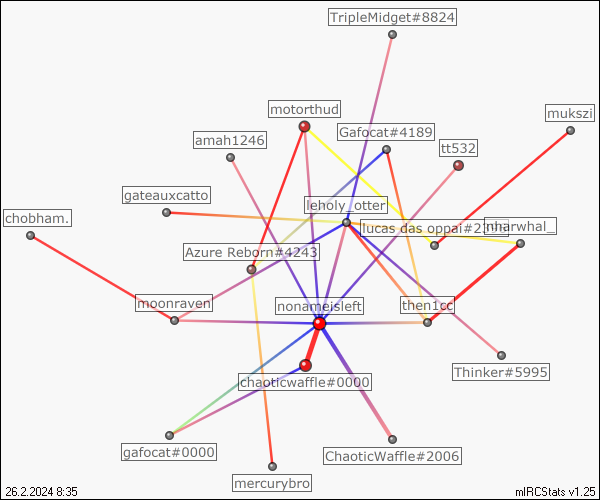 TripleMidget#8824
motorthud
mukszi
Gafocat#4189
amah1246
tt532
gateauxcatto
leholy_otter
chobham.
lucas das oppai#2
nharwhal_
Azure Reborn#4243
moonraven
nonameisleft
then1cc
Thinker#5995
chaoticwaffle#0000
gafocat#0000
ChaoticWaffle#2006
mercurybro
26.2.2024 8:35
mIRCStats v1.25